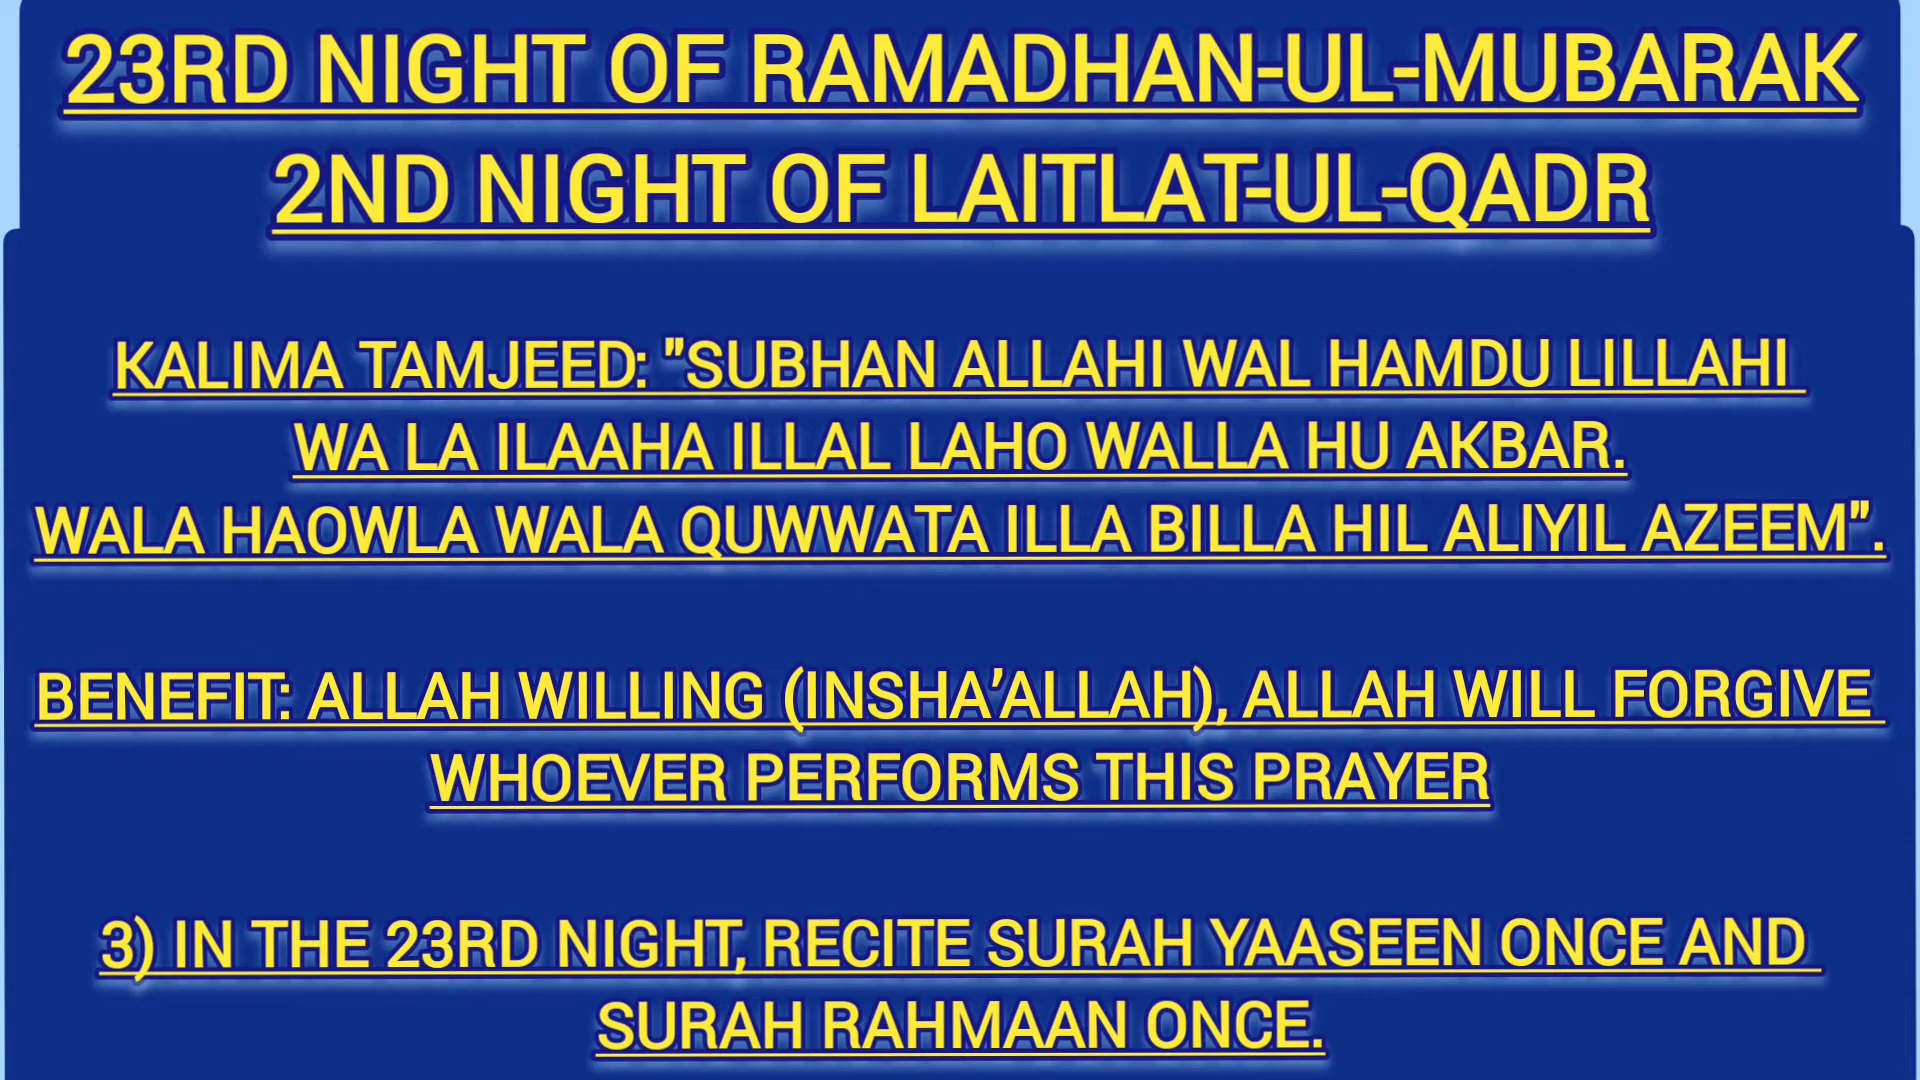 23RD NIGHT OF RAMADHAN-UL-MUBARAK
2ND NIGHT OF LAITLAT-UL-QADR
KALIMA TAMJEED: "SUBHAN ALLAHI WAL HAMDU LILLAHI
WA LA ILAAHA ILLAL LAHO WALLA HU AKBAR.
WALA HAOWLA WALA QUWWATA ILLA BILLA HIL ALIYIL AZEEM".
BENEFIT: ALLAH WILLING (INSHA'ALLAH), ALLAH WILL FORGIVE
WHOEVER PERFORMS THIS PRAYER
3) IN THE 23RD NIGHT, RECITE SURAH YAASEEN ONCE AND
SURAH RAHMAAN ONCE.